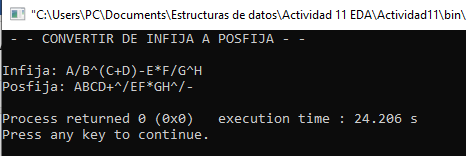 "C:\Users\PC\Documents\Estructuras de datos\Actividad 11 EDA\Actividad11\bin\
- - CONVERTIR DE INFIJA A POSFIJA - -
Infija: A/B^(C+D)-E*F/G^H
Posfija: ABCD+^/EF*GH^/-
Process returned 0 (0x0)   execution time : 24.206 s
Press any key to continue.